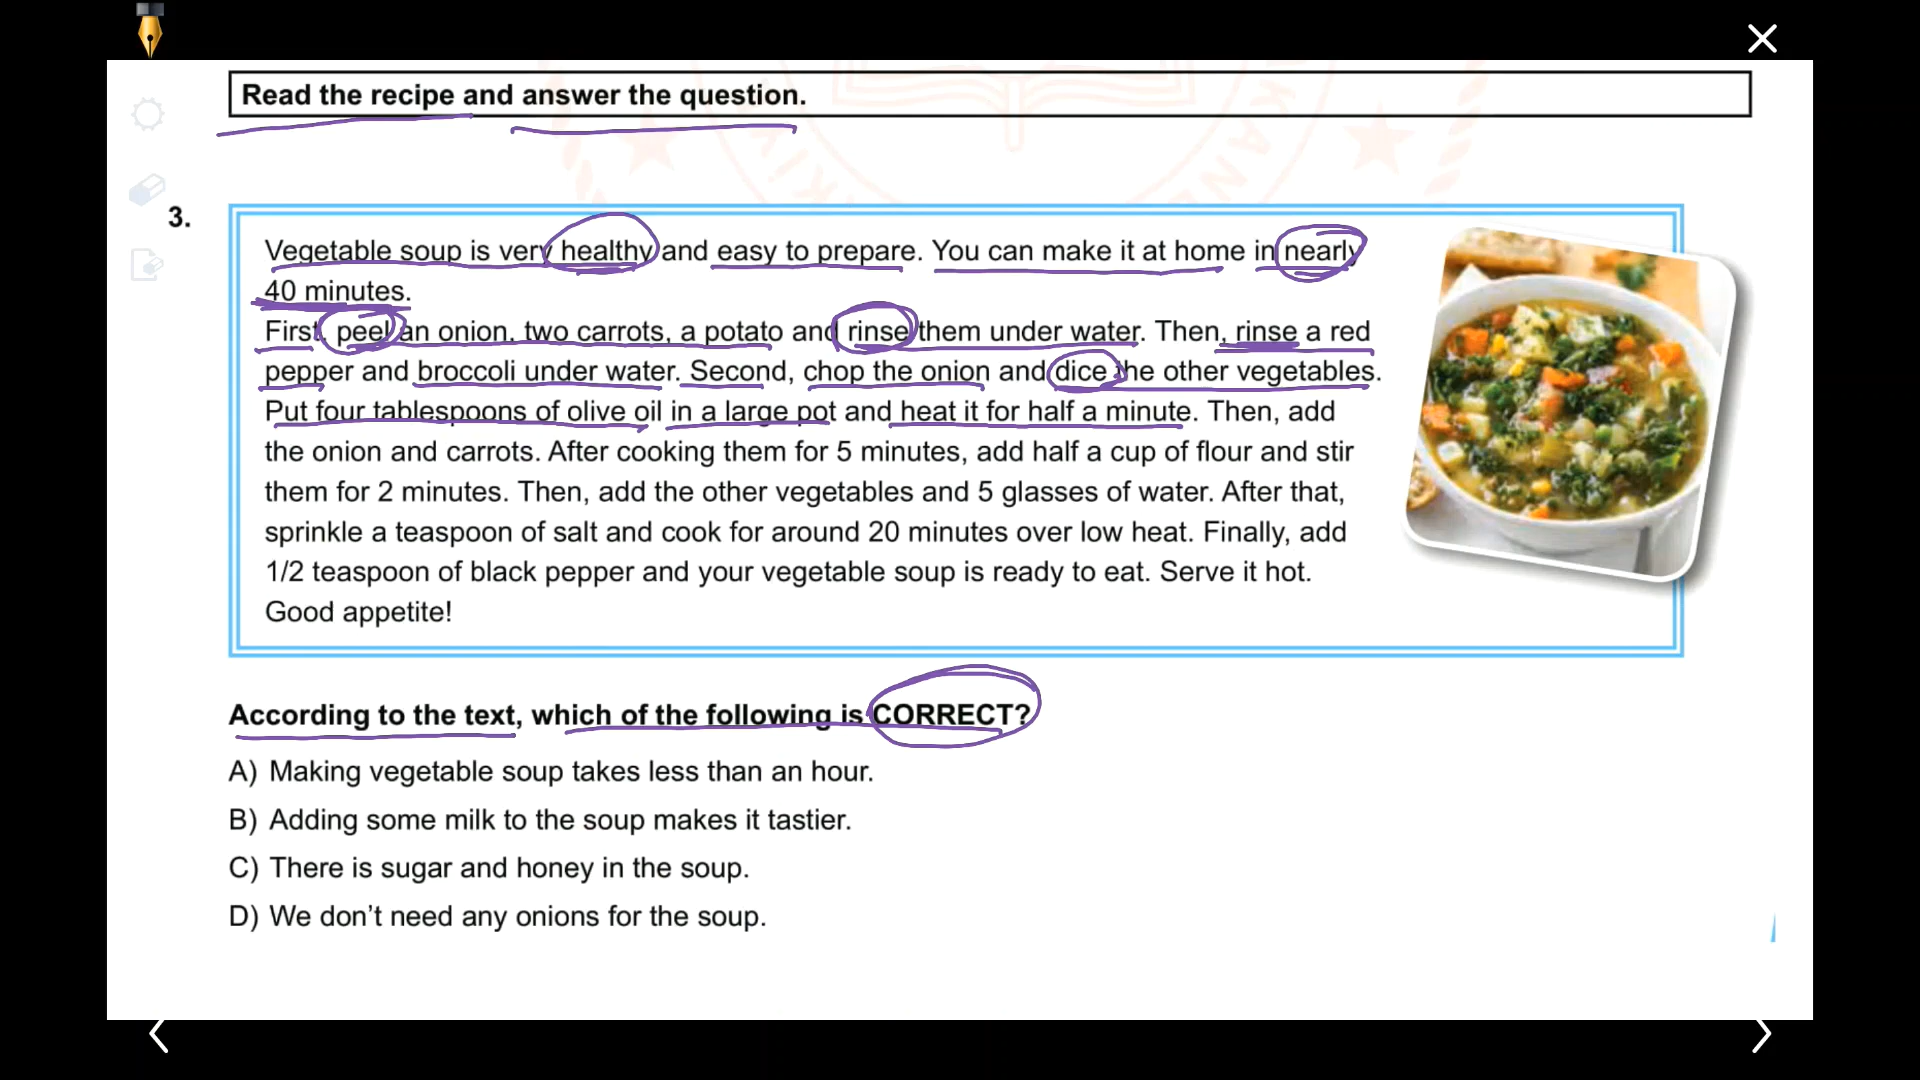 Read the recipe and answer the question.
3.
Vegetable soup is very healthy and easy to prepare. You can make it at home in nearly
40 minutes.
First, peel an onion, two carrots, a potato and rinse them under water. Then, rinse a red
pepper and broccoli under water. Second, chop the onion and dice the other vegetables.
Put four tablespoons of olive oil in a large pot and heat it for half a minute. Then, add
the onion and carrots. After cooking them for 5 minutes, add half a cup of flour and stir
them for 2 minutes. Then, add the other vegetables and 5 glasses of water. After that,
sprinkle a teaspoon of salt and cook for around 20 minutes over low heat. Finally, add
1/2 teaspoon of black pepper and your vegetable soup is ready to eat. Serve it hot.
Good appetite!
According to the text, which of the following is CORRECT?
A) Making vegetable soup takes less than an hour.
B) Adding some milk to the soup makes it tastier.
C) There is sugar and honey in the soup.
D) We don't need any onions for the soup.